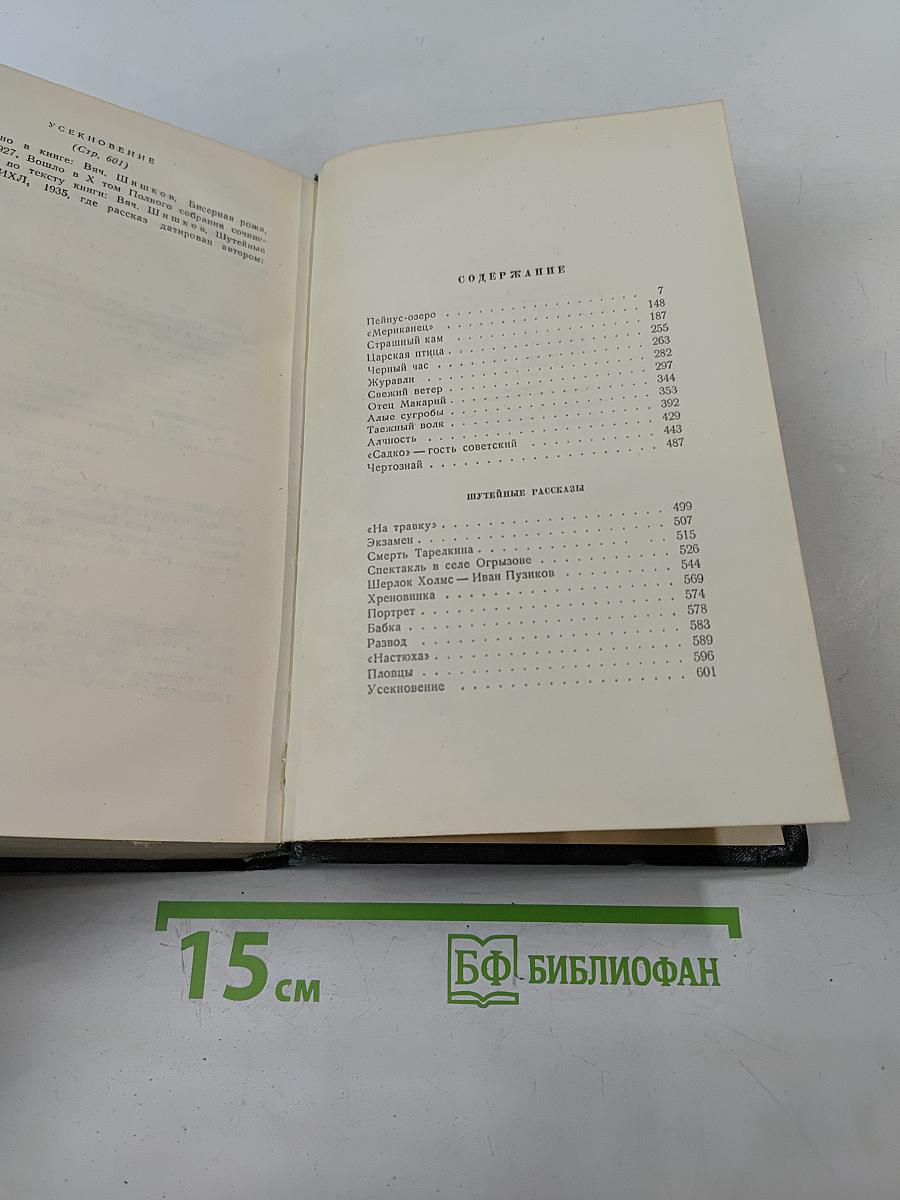 УСЕКНОВЕНИЕ
(Стр. 601)
но в книге: Вяч. Шишков. Бисерная рожа,
927. Вошло в X том Полного собрания сочине-
по тексту книги: Вяч. Шишков. Шутейные
ИХЛ, 1935, где рассказ датирован автором:
СОДЕРЖАНИЕ
Пейпус-озеро . . . . . . . . . . . . . . . . 7
«Мериканец» . . . . . . . . . . . . . . . . 148
Страшный кам . . . . . . . . . . . . . . . . 187
Царская птица . . . . . . . . . . . . . . . . 255
Черный час . . . . . . . . . . . . . . . . 263
Журавли . . . . . . . . . . . . . . . . 282
Свежий ветер . . . . . . . . . . . . . . . . 297
Отец Макарий . . . . . . . . . . . . . . . . 344
Алые сугробы . . . . . . . . . . . . . . . . 353
Таежный волк . . . . . . . . . . . . . . . . 392
Алчность . . . . . . . . . . . . . . . . 429
«Садко» — гость советский . . . . . . . . . . 443
Чертознай . . . . . . . . . . . . . . . . 487
ШУТЕЙНЫЕ РАССКАЗЫ
«На травку» . . . . . . . . . . . . . . . . 499
Экзамен . . . . . . . . . . . . . . . . 507
Смерть Тарелкина . . . . . . . . . . . . . . 515
Спектакль в селе Огрызове . . . . . . . . . . 526
Шерлок Холмс — Иван Пузиков . . . . . . . . 544
Хреновинка . . . . . . . . . . . . . . . . 569
Портрет . . . . . . . . . . . . . . . . 574
Бабка . . . . . . . . . . . . . . . . 578
Развод . . . . . . . . . . . . . . . . 583
«Настюха» . . . . . . . . . . . . . . . . 589
Пловцы . . . . . . . . . . . . . . . . 596
Усекновение . . . . . . . . . . . . . . . . 601
15 см
БФ БИБЛИОФАН